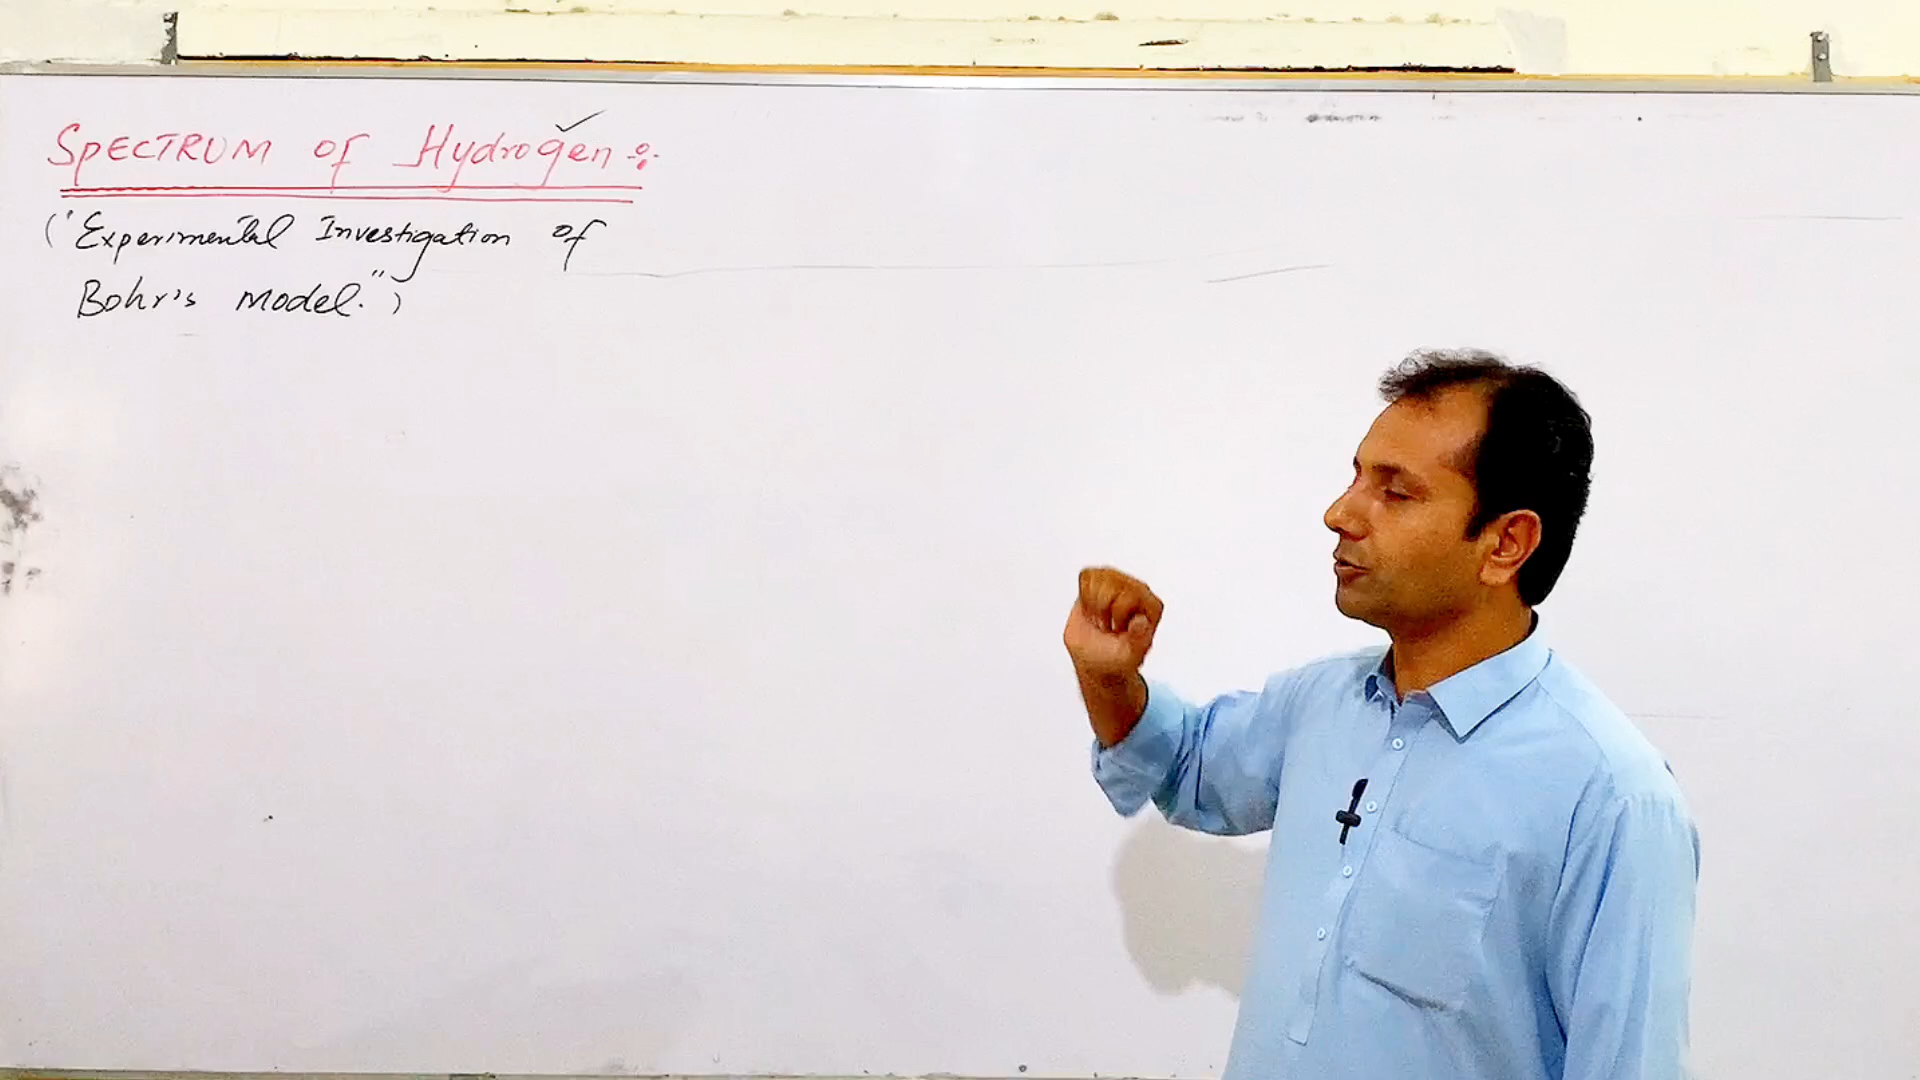 SPECTRUM OF Hydrogen :
("Experimental Investigation of
Bohr's Model.")